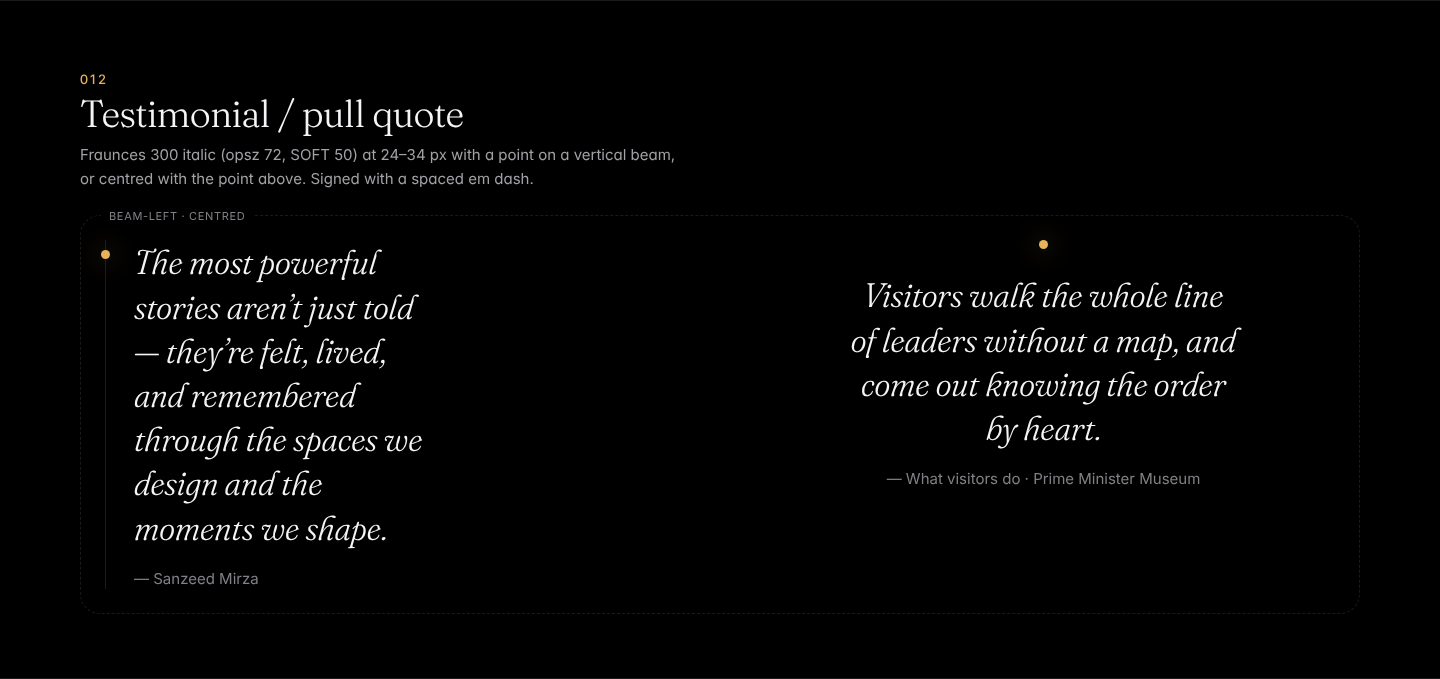 012
Testimonial / pull quote
Fraunces 300 italic (opsz 72, SOFT 50) at 24–34 px with a point on a vertical beam,
or centred with the point above. Signed with a spaced em dash.
BEAM-LEFT · CENTRED
The most powerful
stories aren’t just told
— they’re felt, lived,
and remembered
through the spaces we
design and the
moments we shape.
— Sanzeed Mirza
Visitors walk the whole line
of leaders without a map, and
come out knowing the order
by heart.
— What visitors do · Prime Minister Museum